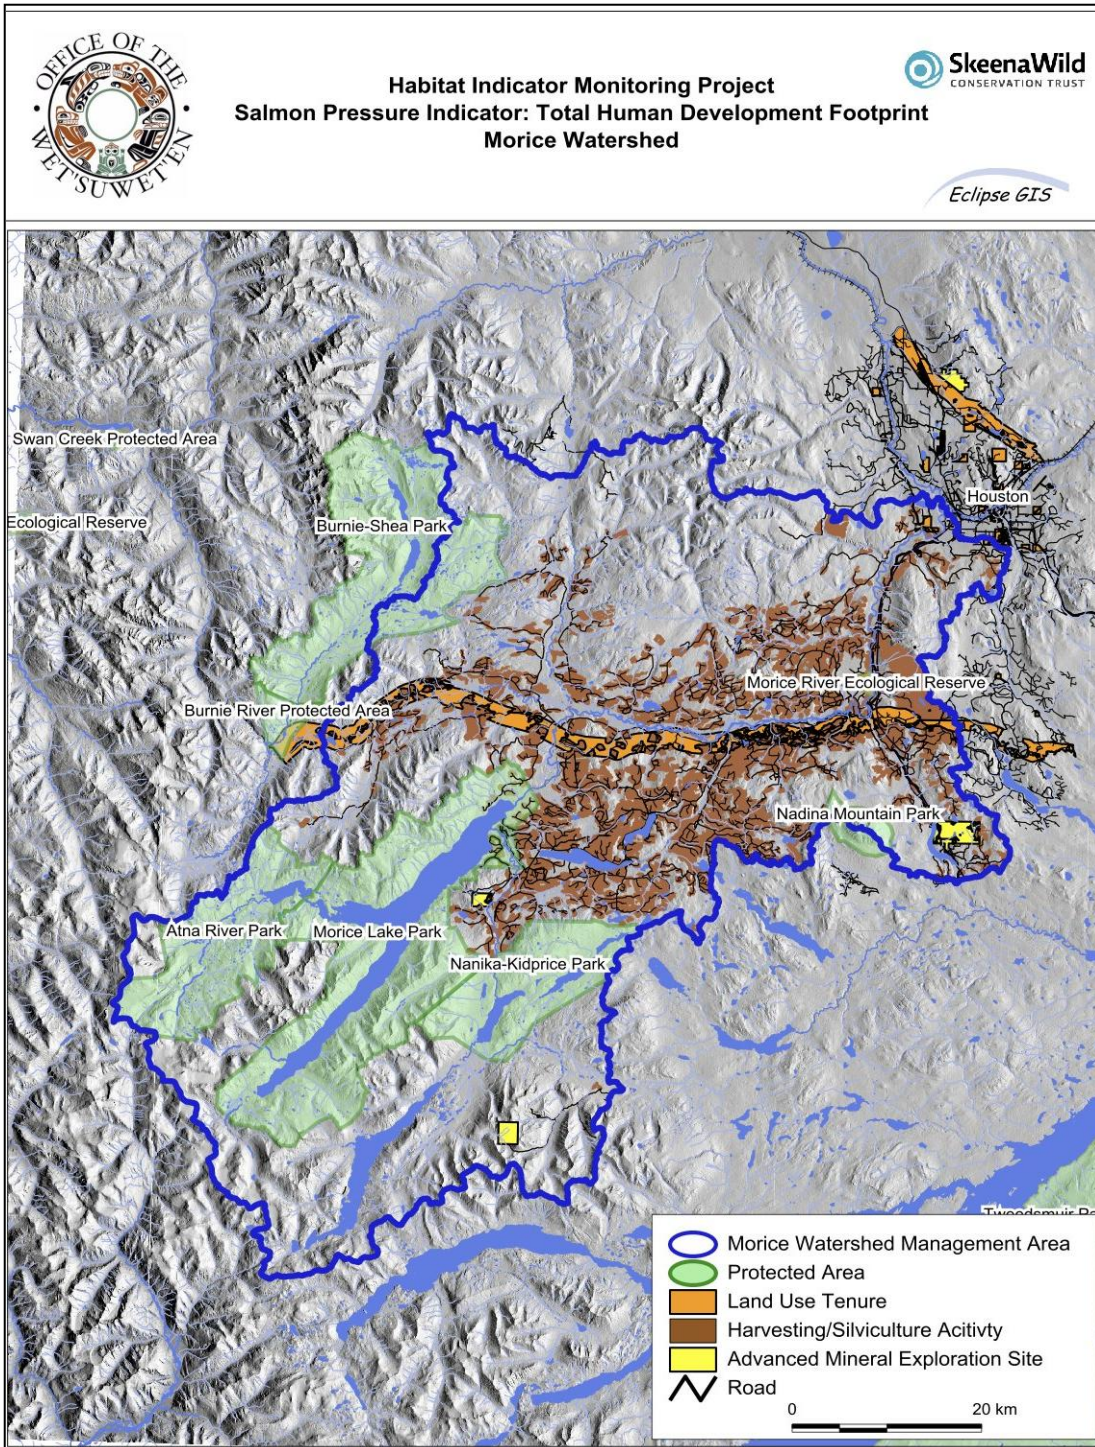 OFFICE OF THE
WET'SUWET'EN
Habitat Indicator Monitoring Project
Salmon Pressure Indicator: Total Human Development Footprint
Morice Watershed
SkeenaWild
CONSERVATION TRUST
Eclipse GIS
Swan Creek Protected Area
Houston
Ecological Reserve
Burnie-Shea Park
Morice River Ecological Reserve
Burnie River Protected Area
Nadina Mountain Park
Atna River Park
Morice Lake Park
Nanika-Kidprice Park
Tweedsmuir Pa
Morice Watershed Management Area
Protected Area
Land Use Tenure
Harvesting/Silviculture Acitivty
Advanced Mineral Exploration Site
Road
0 20 km